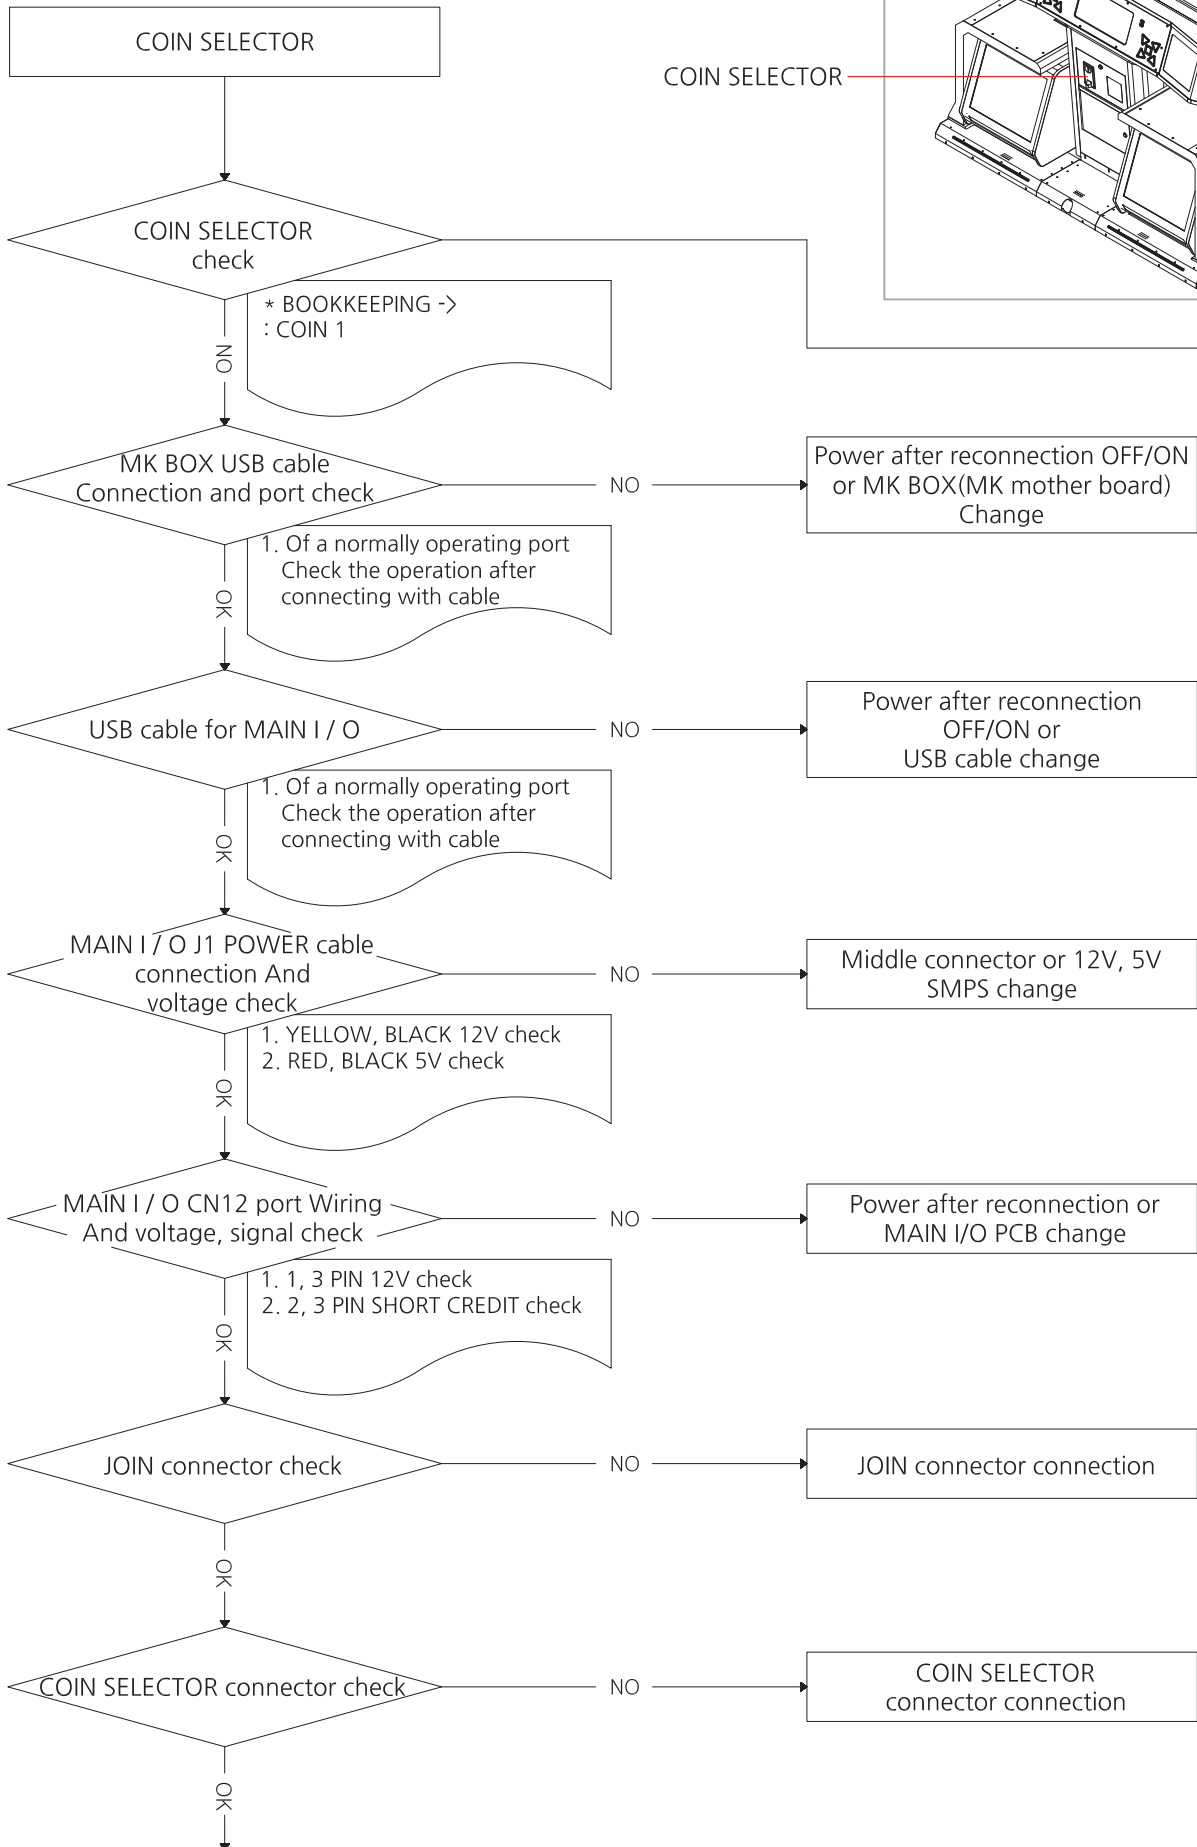 COIN SELECTOR
COIN SELECTOR
COIN SELECTOR
check
* BOOKKEEPING ->
: COIN 1
NO
MK BOX USB cable
Connection and port check
NO
Power after reconnection OFF/ON
or MK BOX(MK mother board)
Change
1. Of a normally operating port
Check the operation after
connecting with cable
OK
USB cable for MAIN I / O
NO
Power after reconnection
OFF/ON or
USB cable change
1. Of a normally operating port
Check the operation after
connecting with cable
OK
MAIN I / O J1 POWER cable
connection And
voltage check
NO
Middle connector or 12V, 5V
SMPS change
1. YELLOW, BLACK 12V check
2. RED, BLACK 5V check
OK
MAIN I / O CN12 port Wiring
And voltage, signal check
NO
Power after reconnection or
MAIN I/O PCB change
1. 1, 3 PIN 12V check
2. 2, 3 PIN SHORT CREDIT check
OK
JOIN connector check
NO
JOIN connector connection
OK
COIN SELECTOR connector check
NO
COIN SELECTOR
connector connection
OK